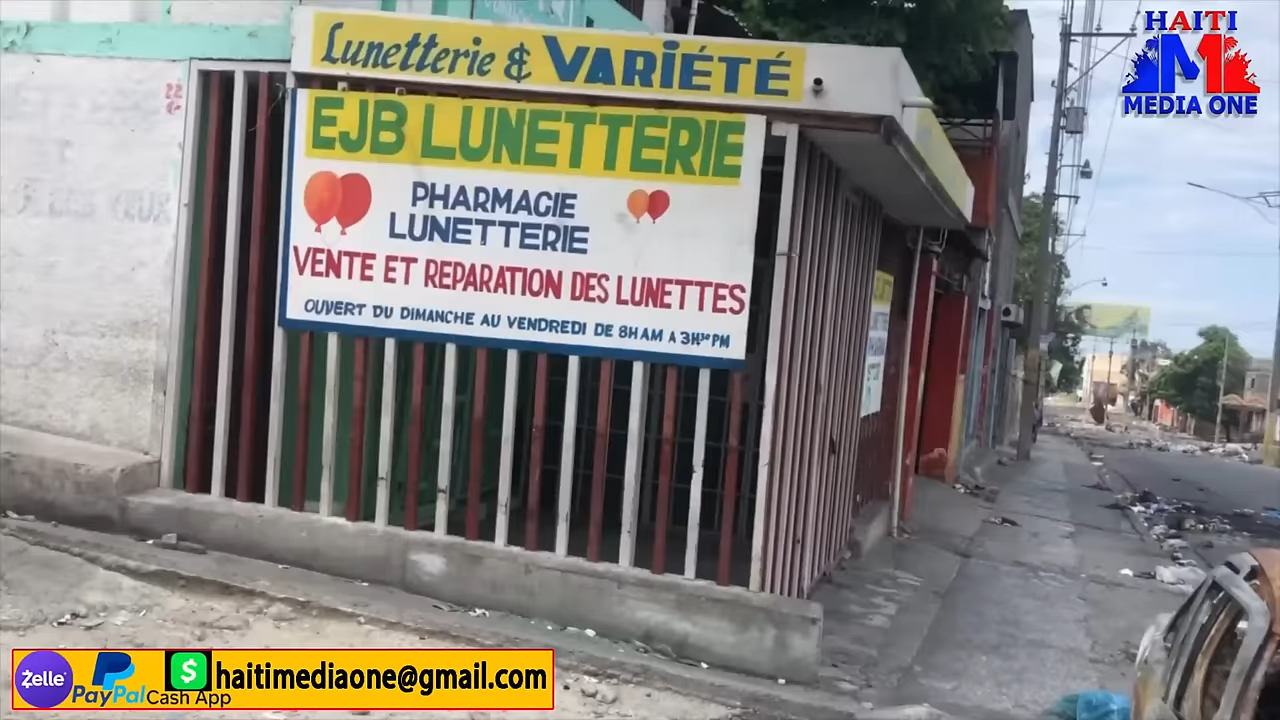 Lunetterie & VARIÉTÉ
EJB LUNETTERIE
PHARMACIE
LUNETTERIE
VENTE ET REPARATION DES LUNETTES
OUVERT DU DIMANCHE AU VENDREDI DE 8H AM A 3H30 PM
HAITI
M
MEDIA ONE
Zelle
PayPal
$
Cash App
haitimediaone@gmail.com